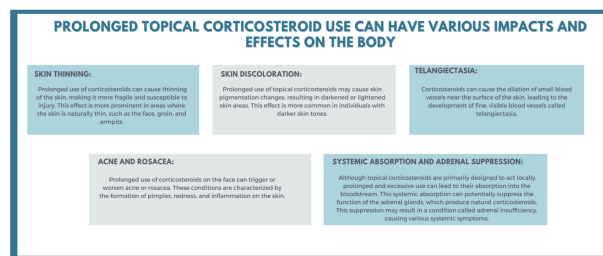 PROLONGED TOPICAL CORTICOSTEROID USE CAN HAVE VARIOUS IMPACTS AND
EFFECTS ON THE BODY
SKIN THINNING:
Prolonged use of corticosteroids can cause thinning
of the skin, making it more fragile and susceptible to
injury. This effect is more prominent in areas where
the skin is naturally thin, such as the face, groin, and
armpits.
SKIN DISCOLORATION:
Prolonged use of topical corticosteroids may cause skin
pigmentation changes, resulting in darkened or lightened
skin areas. This effect is more common in individuals with
darker skin tones.
TELANGIECTASIA:
Corticosteroids can cause the dilation of small blood
vessels near the surface of the skin, leading to the
development of fine, visible blood vessels called
telangiectasia.
ACNE AND ROSACEA:
Prolonged use of corticosteroids on the face can trigger or
worsen acne or rosacea. These conditions are characterized by
the formation of pimples, redness, and inflammation on the skin.
SYSTEMIC ABSORPTION AND ADRENAL SUPPRESSION:
Although topical corticosteroids are primarily designed to act locally,
prolonged and excessive use can lead to their absorption into the
bloodstream. This systemic absorption can potentially suppress the
function of the adrenal glands, which produce natural corticosteroids.
This suppression may result in a condition called adrenal insufficiency,
causing various systemic symptoms.